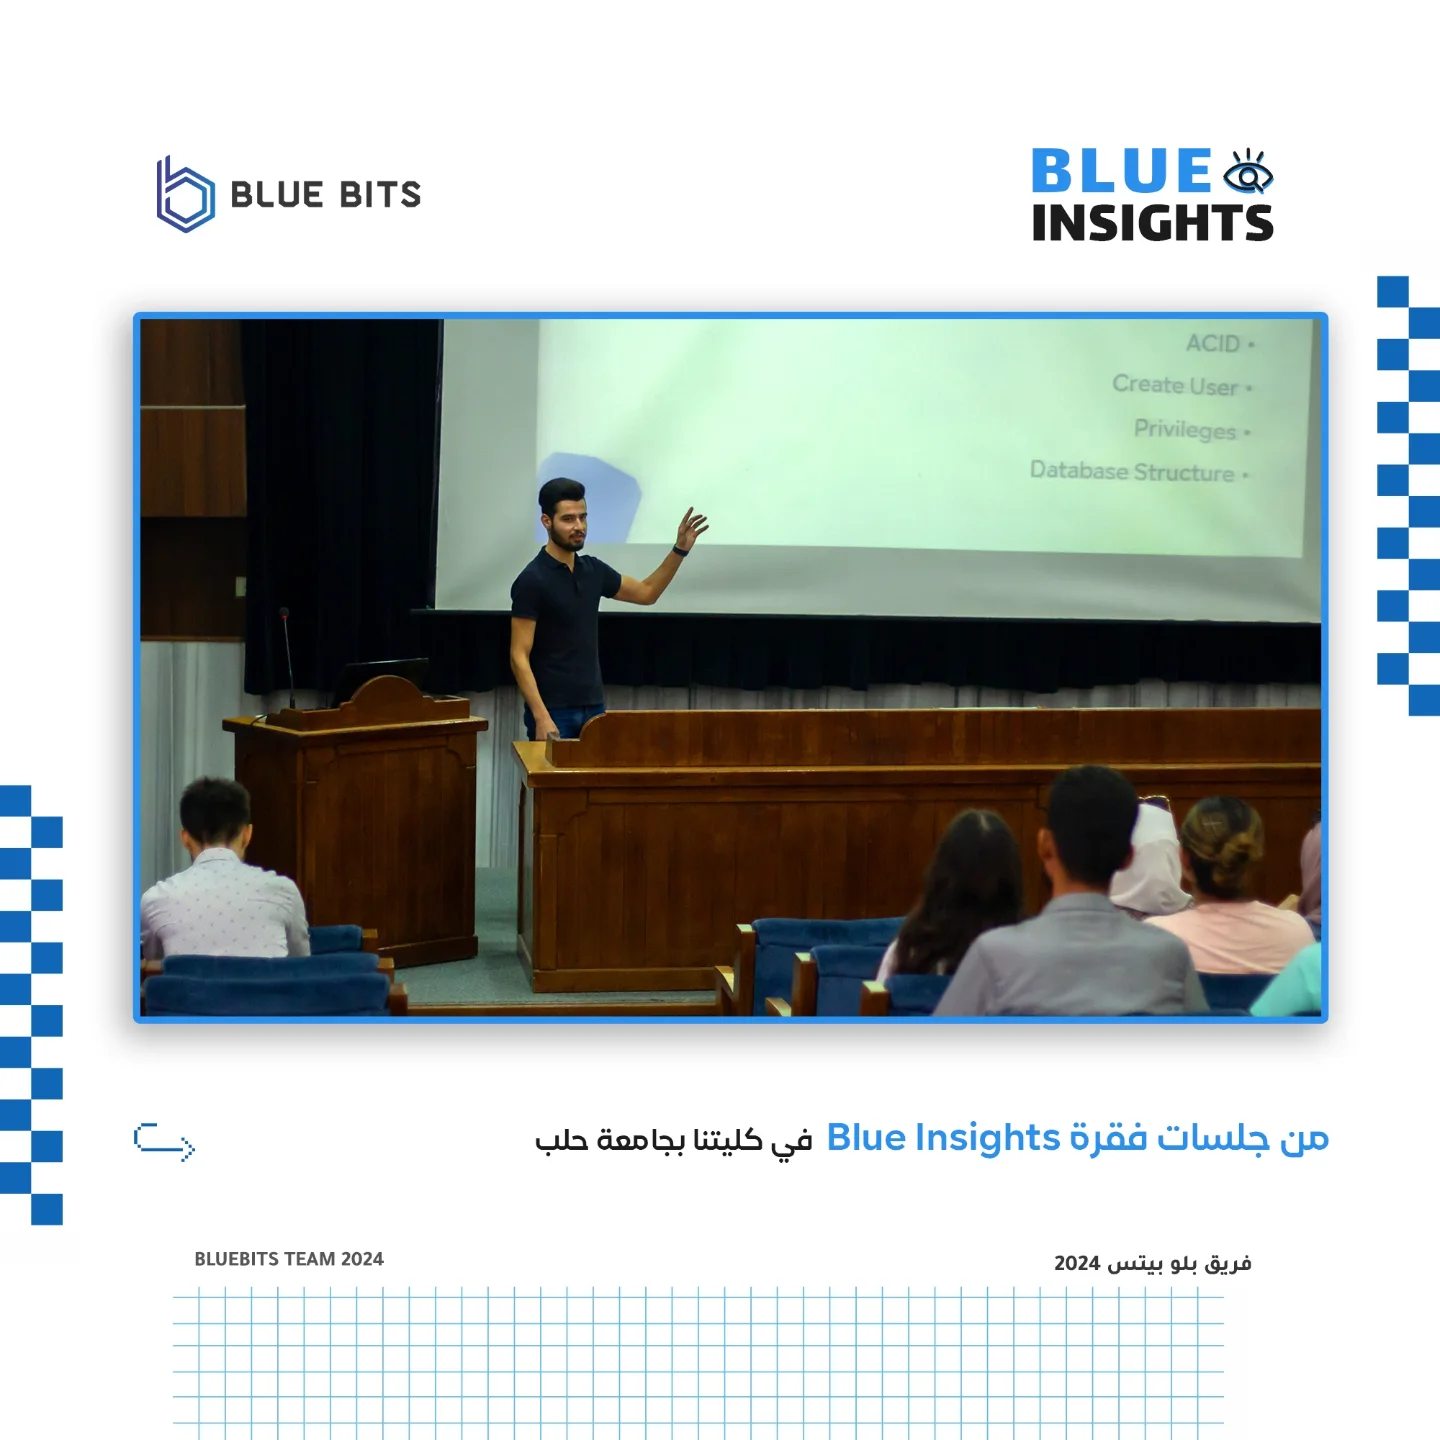 BLUE BITS
BLUE
INSIGHTS
ACID •
Create User •
Privileges •
Database Structure •
من جلسات فقرة Blue Insights في كليتنا بجامعة حلب
BLUEBITS TEAM 2024
فريق بلو بيتس 2024